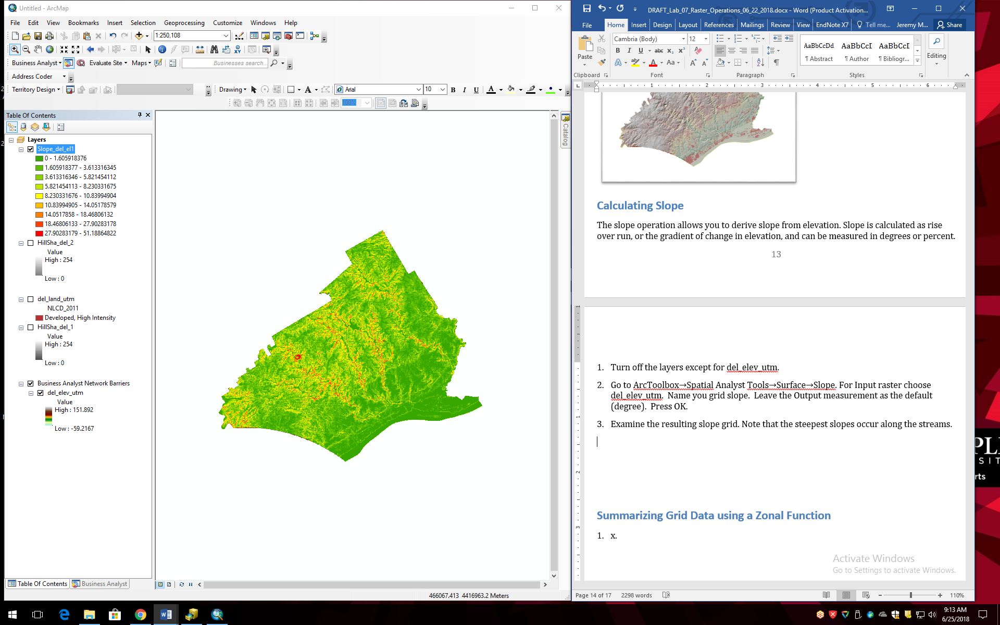 Untitled - ArcMap
File Edit View Bookmarks Insert Selection Geoprocessing Customize Windows Help
1:250,108
Business Analyst Evaluate Site Maps Businesses search...
Address Coder
Territory Design Drawing Arial 10 B I U A
100%
Table Of Contents
Layers
Slope_del_el1
0 - 1.605918376
1.605918377 - 3.613316345
3.613316346 - 5.821454112
5.821454113 - 8.230331675
8.230331676 - 10.83994904
10.83994905 - 14.05178579
14.0517858 - 18.46806132
18.46806133 - 27.90283178
27.90283179 - 51.18864822
HillSha_del_2
Value
High : 254
Low : 0
del_land_utm
NLCD_2011
Developed, High Intensity
HillSha_del_1
Value
High : 254
Low : 0
Business Analyst Network Barriers
del_elev_utm
Value
High : 151.892
Low : -59.2167
Table Of Contents Business Analyst
466067.413 4416963.2 Meters
Catalog
DRAFT_Lab_07_Raster_Operations_06_22_2018.docx - Word (Product Activation...
File Home Insert Design Layout References Mailings Review View EndNote X7 Tell me... Jeremy M... Share
Cambria (Body) 12
Paste
B I U abc x₂ x²
AaBbCcDd AaBbCcI AaBbCcI
¶ Abstract ¶ Author ¶ Bibliogr...
Editing
Clipboard Font Paragraph Styles
1 2 3 4 5 6
Calculating Slope
The slope operation allows you to derive slope from elevation. Slope is calculated as rise
over run, or the gradient of change in elevation, and can be measured in degrees or percent.
13
1. Turn off the layers except for del_elev_utm.
2. Go to ArcToolbox→Spatial Analyst Tools→Surface→Slope. For Input raster choose
del_elev_utm. Name you grid slope. Leave the Output measurement as the default
(degree). Press OK.
3. Examine the resulting slope grid. Note that the steepest slopes occur along the streams.
Summarizing Grid Data using a Zonal Function
1. x.
Activate Windows
Go to Settings to activate Windows.
Page 14 of 17 2298 words 110%
9:13 AM
6/25/2018